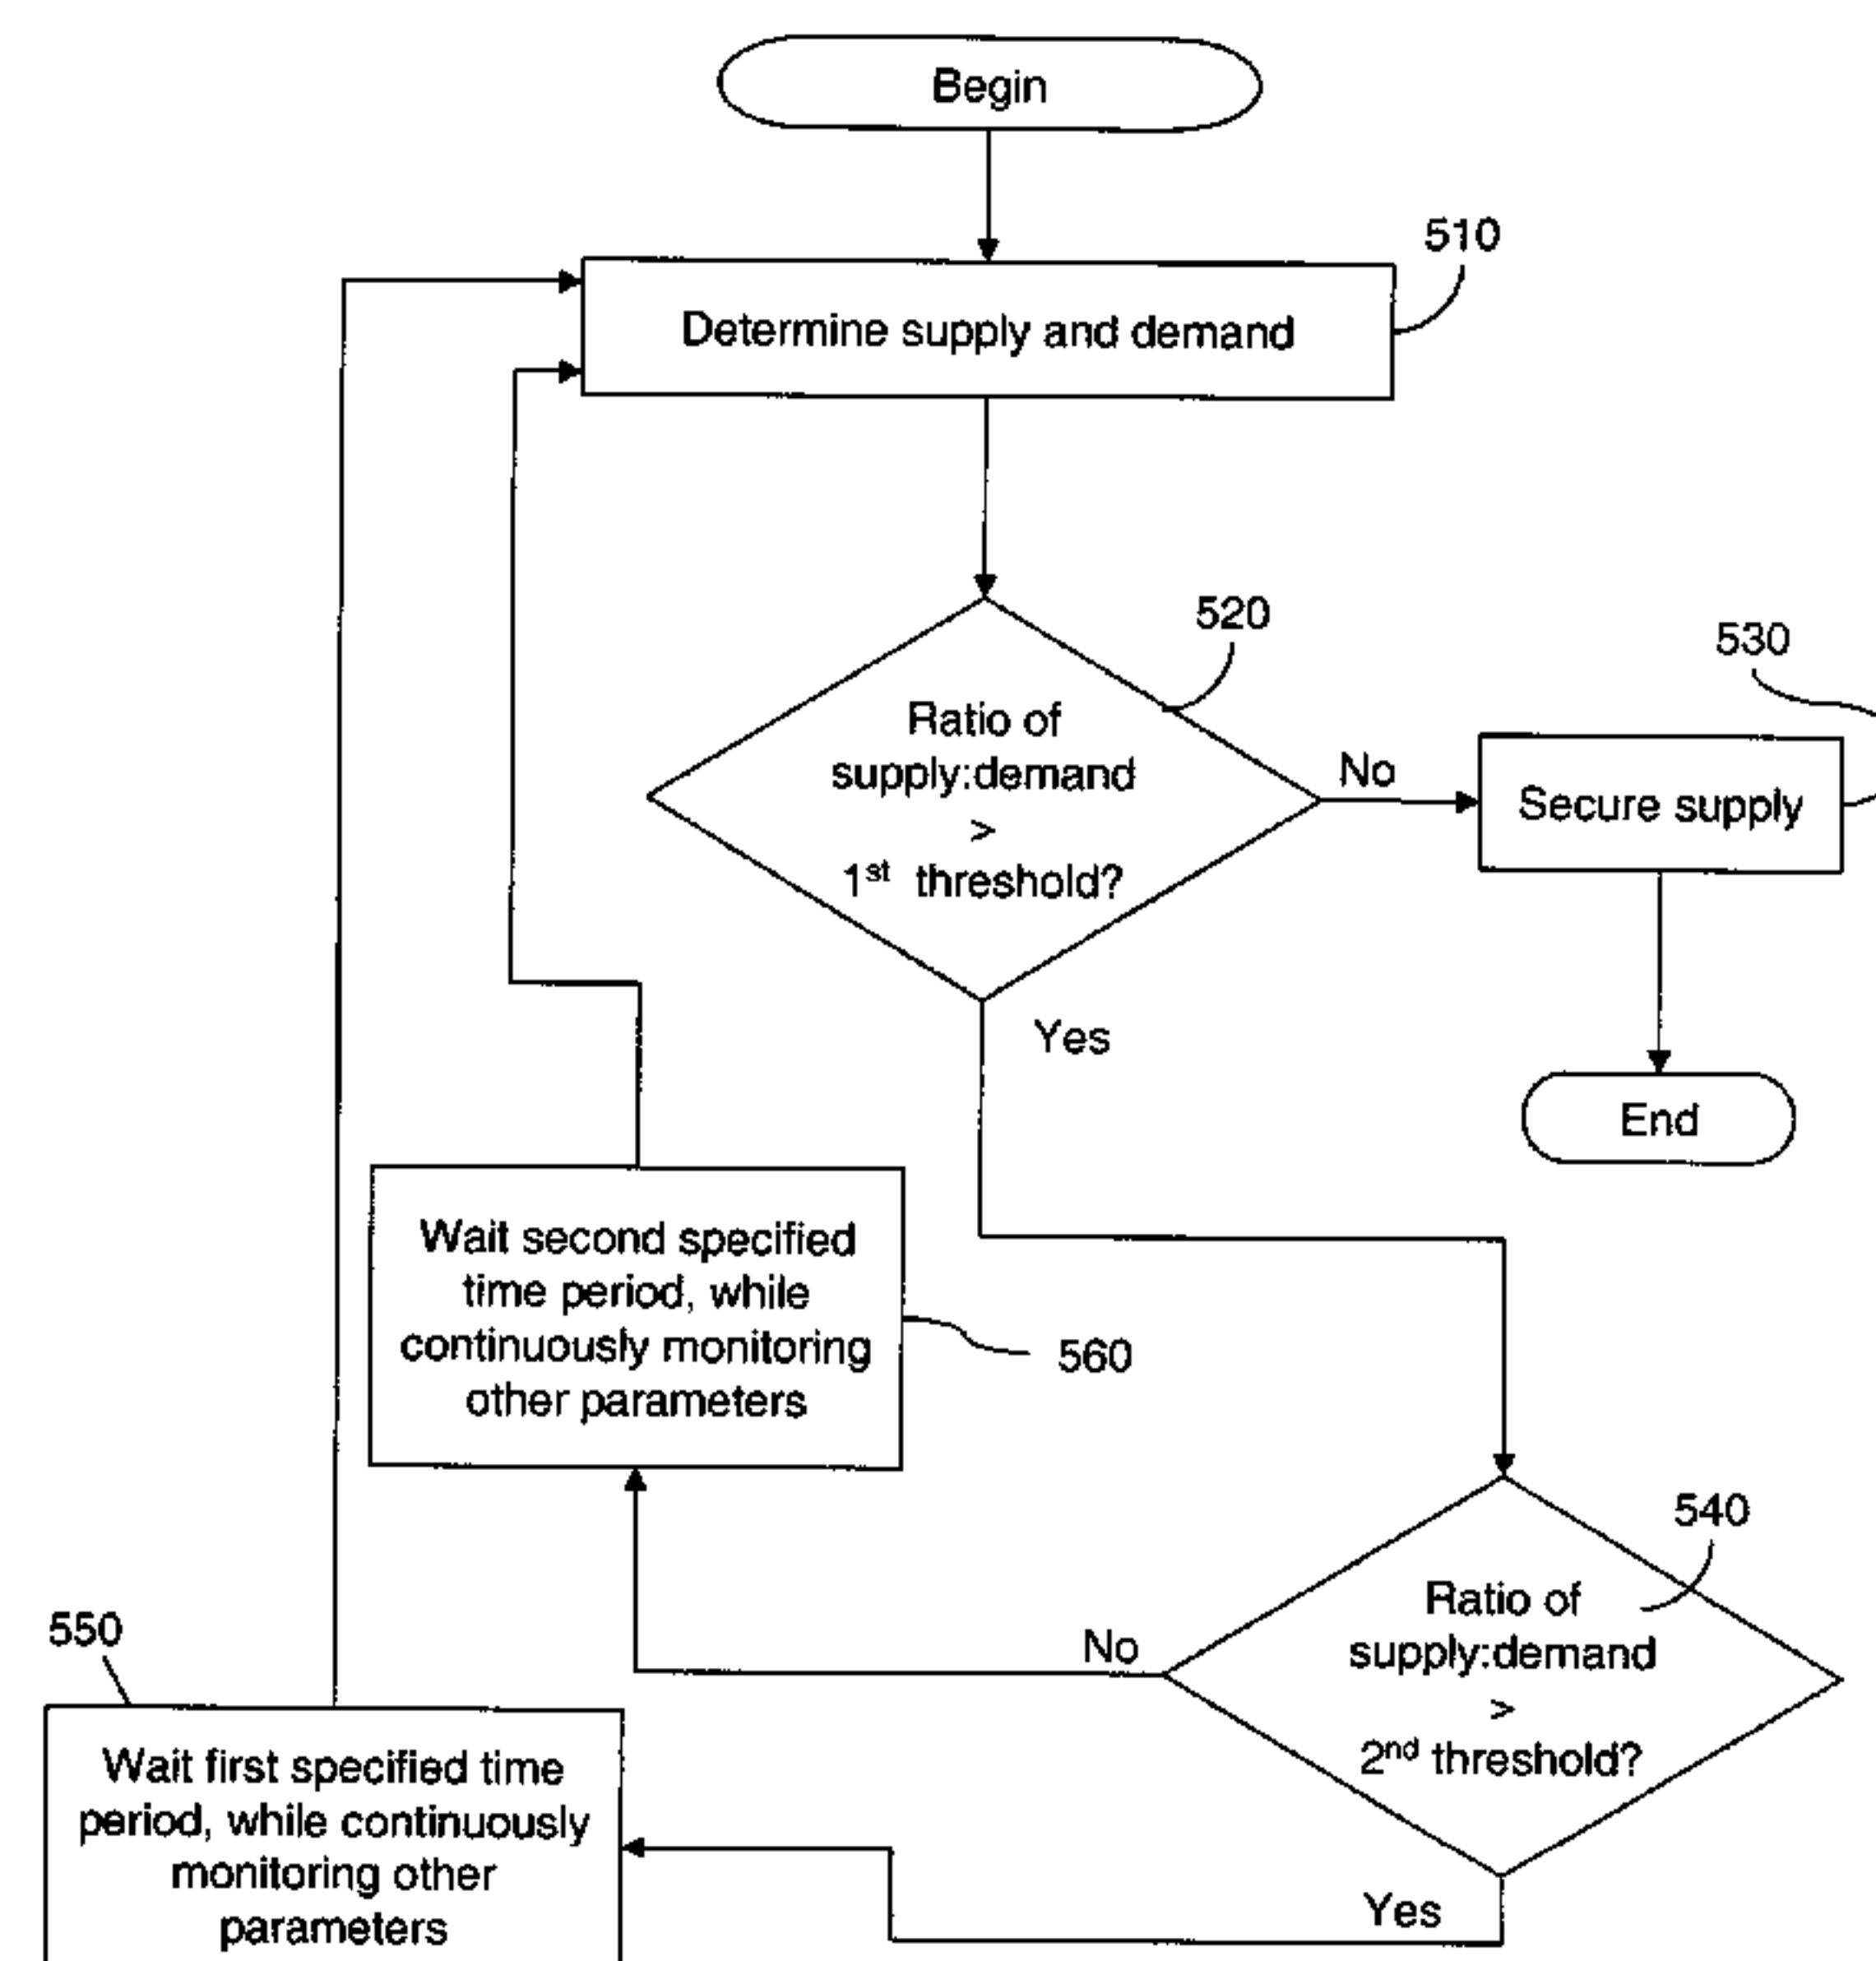 Begin
510
Determine supply and demand
520
530
Ratio of
supply:demand
>
1st threshold?
No
Secure supply
Yes
End
Wait second specified
time period, while
continuously monitoring
other parameters
560
540
Ratio of
supply:demand
>
2nd threshold?
No
550
Wait first specified time
period, while continuously
monitoring other
parameters
Yes